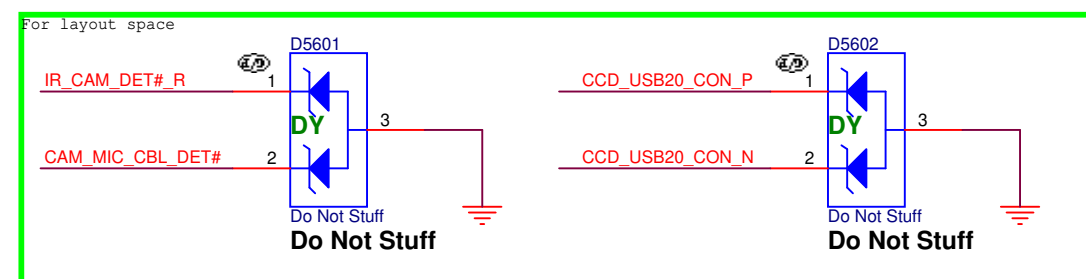 For layout space
D5601
IR_CAM_DET#_R
1
DY
3
CAM_MIC_CBL_DET#
2
Do Not Stuff
Do Not Stuff
D5602
CCD_USB20_CON_P
1
DY
3
CCD_USB20_CON_N
2
Do Not Stuff
Do Not Stuff